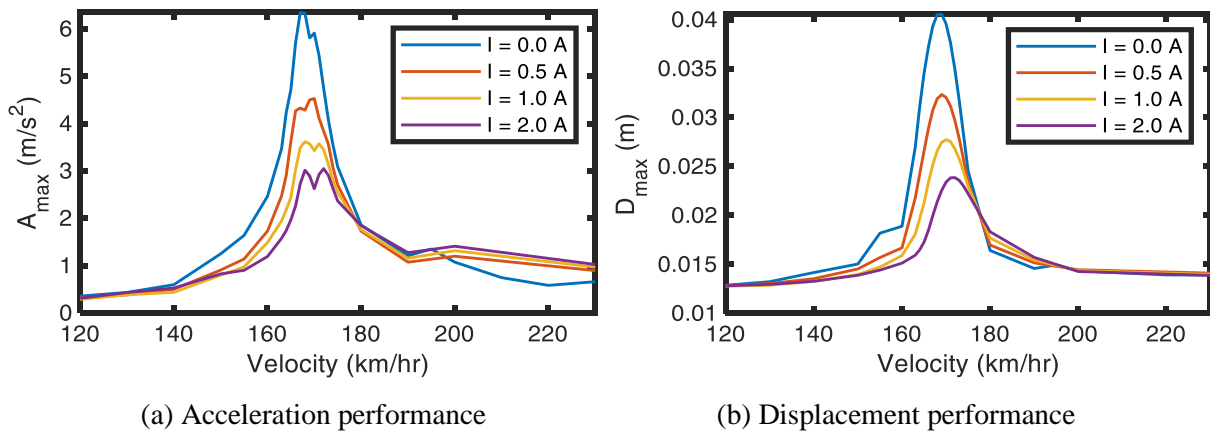 6
5
4
3
2
1
0
A_max (m/s²)
I = 0.0 A
I = 0.5 A
I = 1.0 A
I = 2.0 A
120 140 160 180 200 220
Velocity (km/hr)
(a) Acceleration performance
0.04
0.035
0.03
0.025
0.02
0.015
0.01
D_max (m)
I = 0.0 A
I = 0.5 A
I = 1.0 A
I = 2.0 A
120 140 160 180 200 220
Velocity (km/hr)
(b) Displacement performance